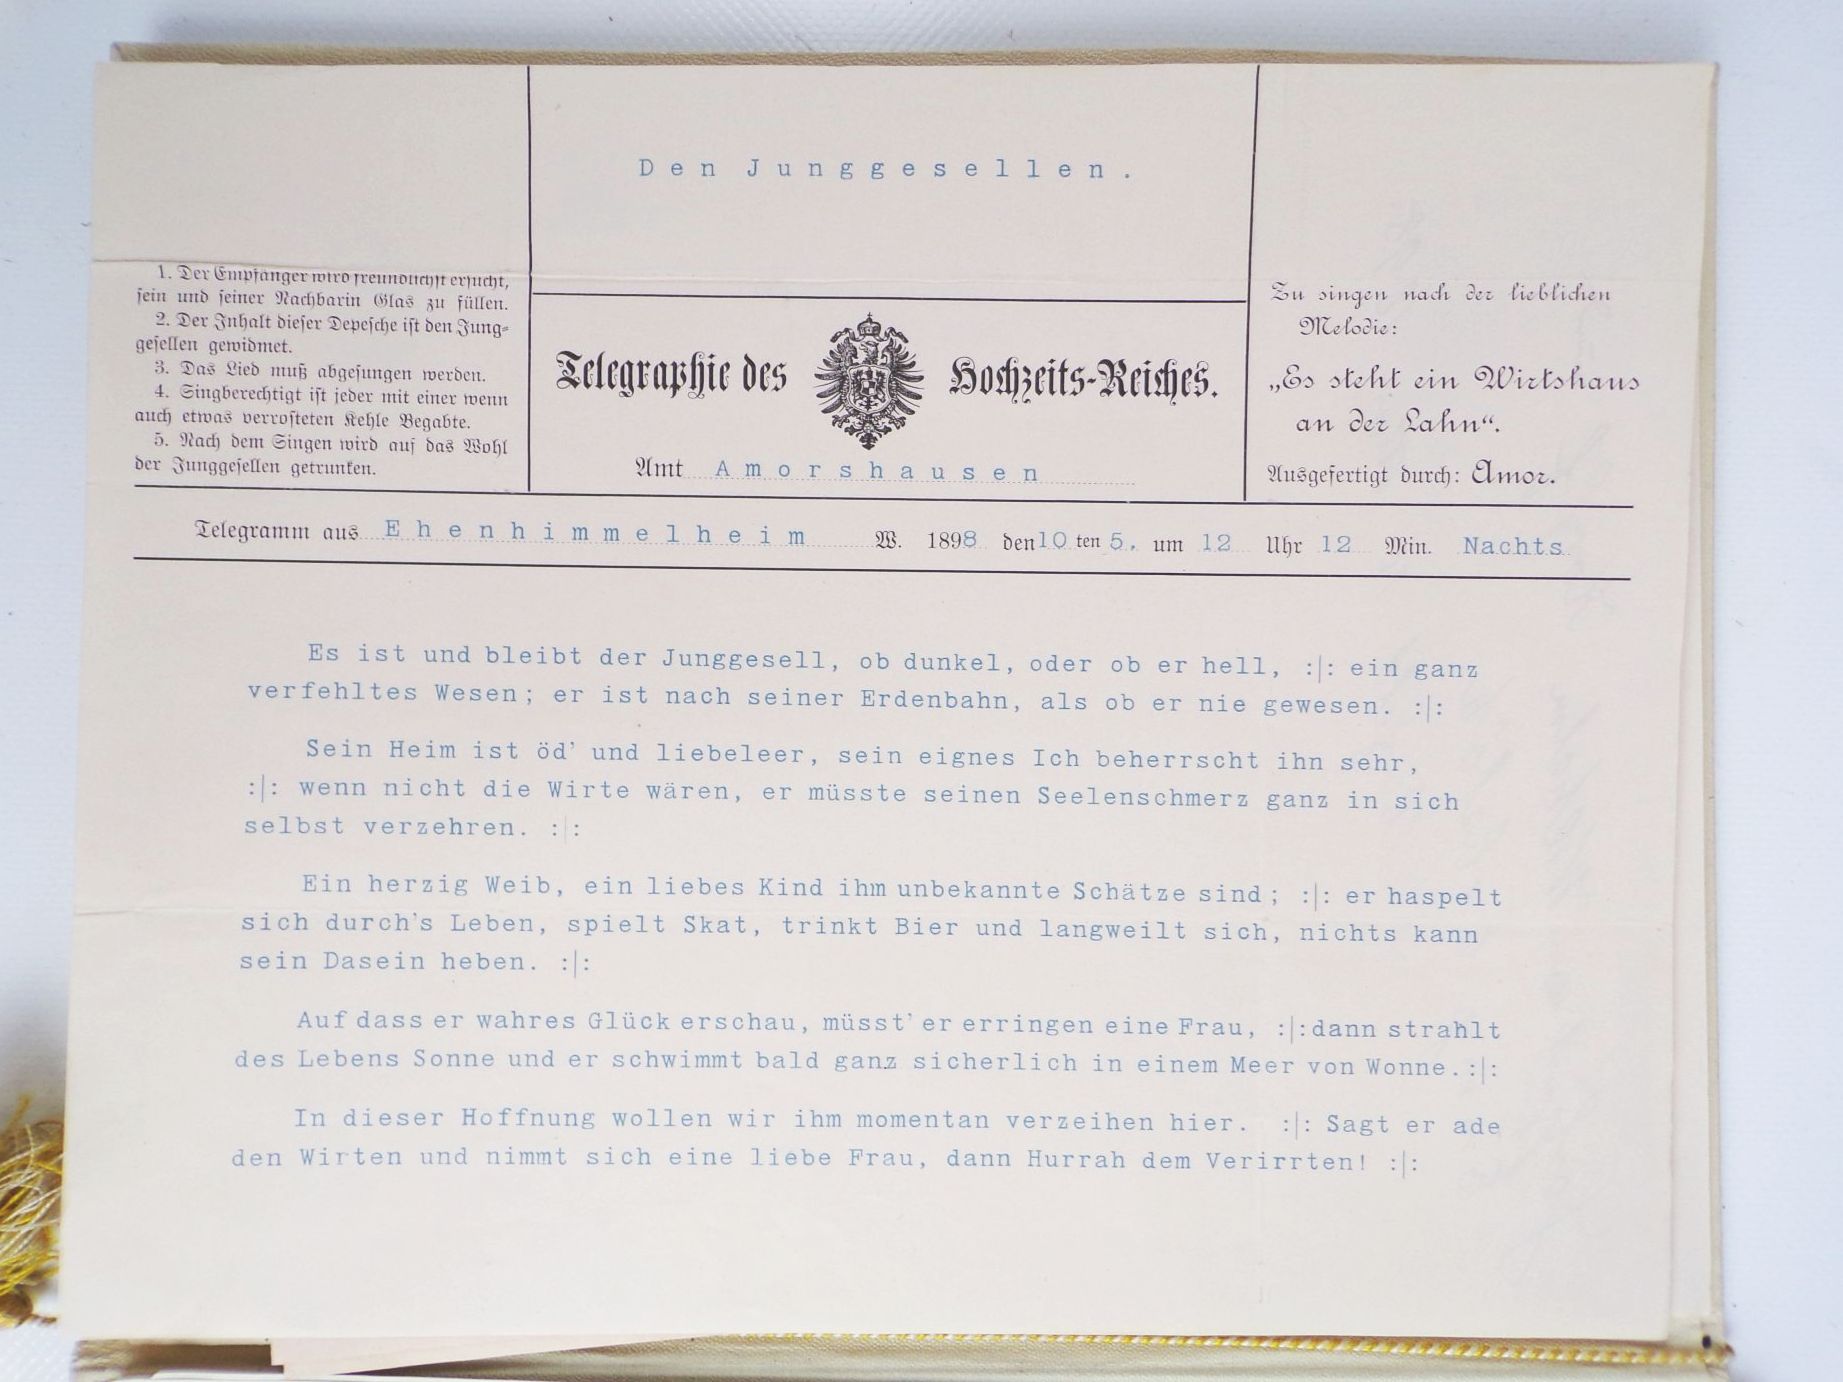 Den Junggesellen.
1. Der Empfänger wird freundlichst ersucht,
sein und seiner Nachbarin Glas zu füllen.
2. Der Inhalt dieser Depesche ist den Jung-
gesellen gewidmet.
3. Das Lied muß abgesungen werden.
4. Singberechtigt ist jeder mit einer wenn
auch etwas verrosteten Kehle Begabte.
5. Nach dem Singen wird auf das Wohl
der Junggesellen getrunken.
Telegraphie des Hochzeits-Reiches.
Amt Amorshausen
Zu singen nach der lieblichen
Melodie:
„Es steht ein Wirtshaus
an der Lahn“.
Ausgefertigt durch: Amor.
Telegramm aus Ehenhimmelheim W. 1898 den 10 ten 5. um 12 Uhr 12 Min. Nachts
Es ist und bleibt der Junggesell, ob dunkel, oder ob er hell, :|: ein ganz
verfehltes Wesen; er ist nach seiner Erdenbahn, als ob er nie gewesen. :|:
Sein Heim ist öd' und liebeleer, sein eignes Ich beherrscht ihn sehr,
:|: wenn nicht die Wirte wären, er müsste seinen Seelenschmerz ganz in sich
selbst verzehren. :|:
Ein herzig Weib, ein liebes Kind ihm unbekannte Schätze sind; :|: er haspelt
sich durch's Leben, spielt Skat, trinkt Bier und langweilt sich, nichts kann
sein Dasein heben. :|:
Auf dass er wahres Glück erschau, müsst' er erringen eine Frau, :|: dann strahlt
des Lebens Sonne und er schwimmt bald ganz sicherlich in einem Meer von Wonne. :|:
In dieser Hoffnung wollen wir ihm momentan verzeihen hier. :|: Sagt er ade
den Wirten und nimmt sich eine liebe Frau, dann Hurrah dem Verirrten! :|: